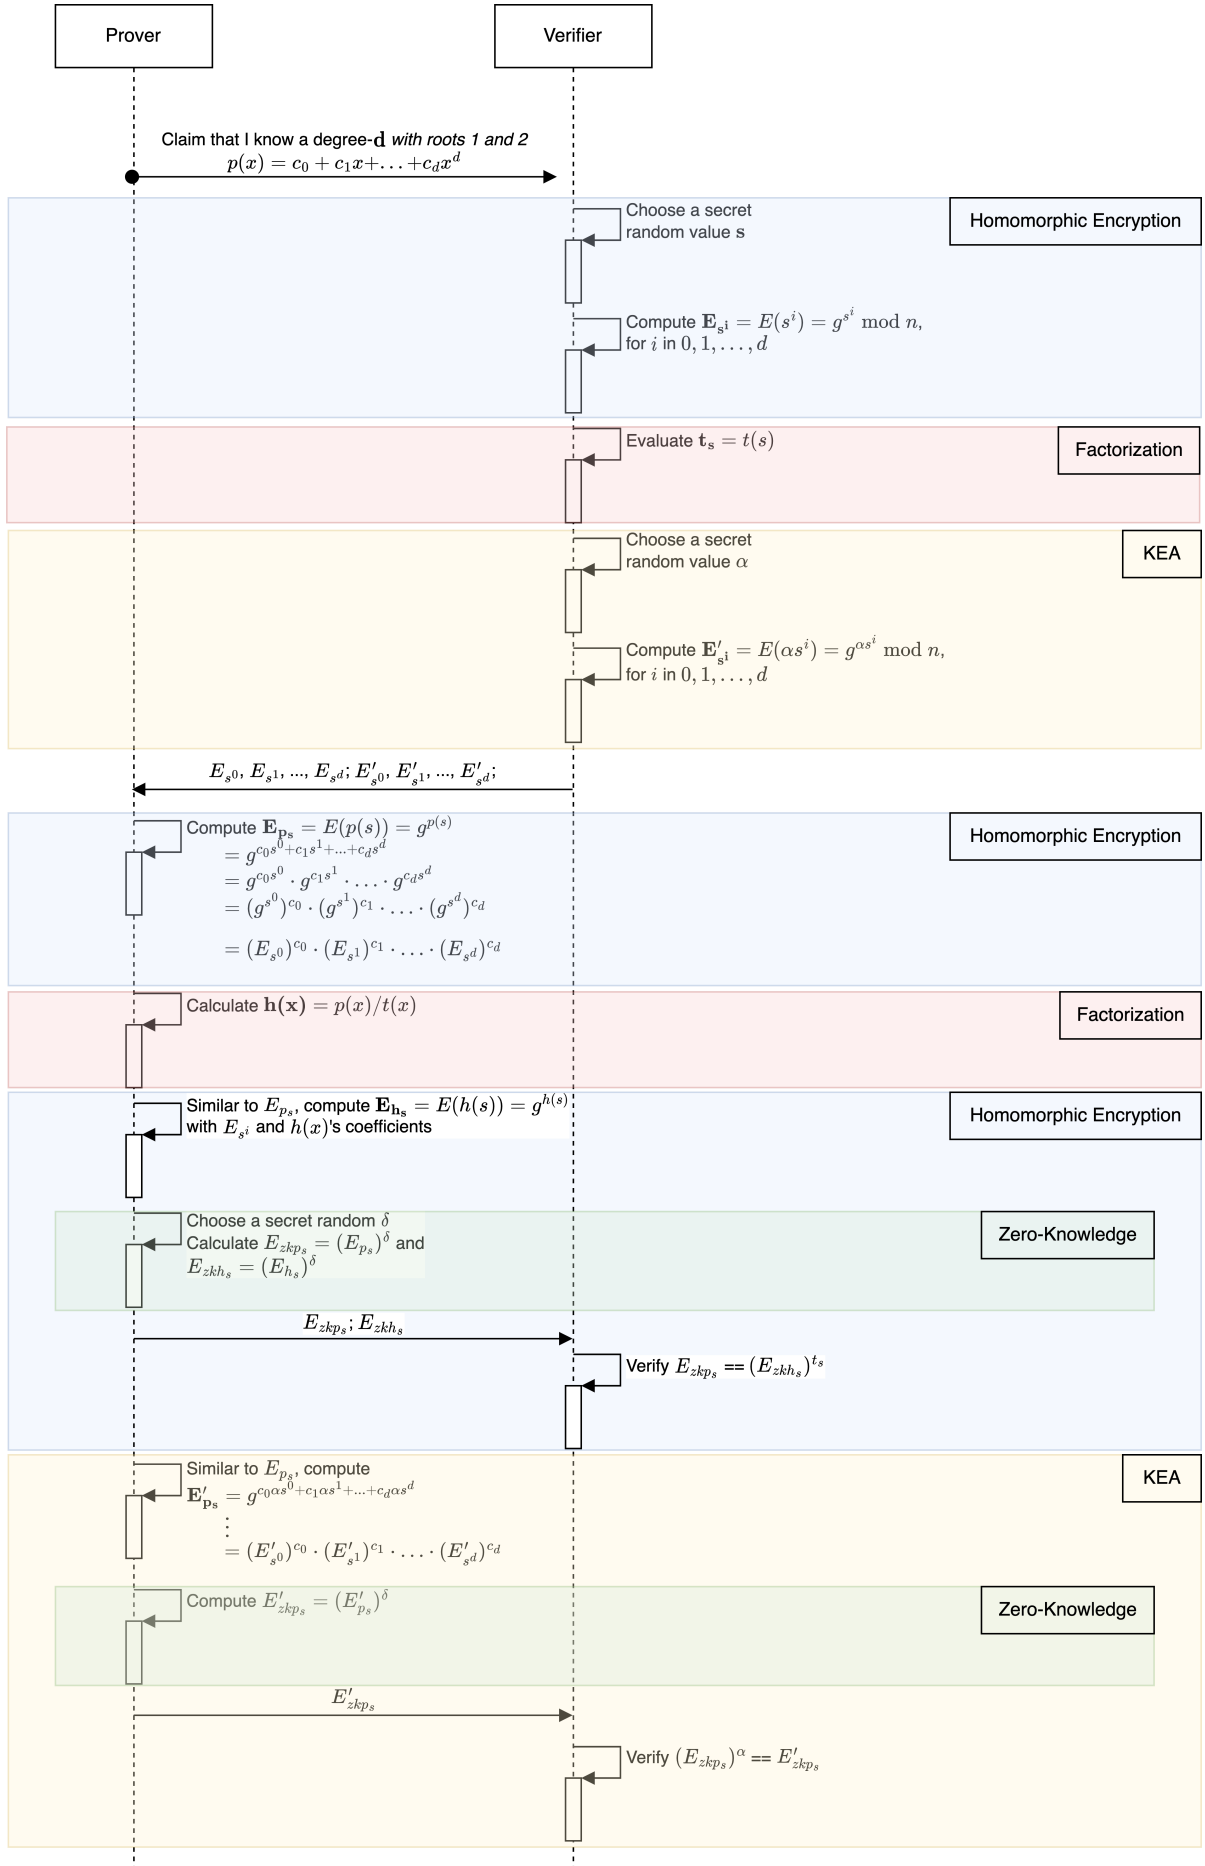 Prover
Verifier
Claim that I know a degree-d with roots 1 and 2
p(x) = c₀ + c₁x+...+c_dx^d
Homomorphic Encryption
Choose a secret
random value s
Compute E_{s^i} = E(s^i) = g^{s^i} mod n,
for i in 0, 1, ..., d
Factorization
Evaluate t_s = t(s)
KEA
Choose a secret
random value α
Compute E'_{s^i} = E(αs^i) = g^{αs^i} mod n,
for i in 0, 1, ..., d
E_{s^0}, E_{s^1}, ..., E_{s^d}; E'_{s^0}, E'_{s^1}, ..., E'_{s^d};
Homomorphic Encryption
Compute E_{p_s} = E(p(s)) = g^{p(s)}
= g^{c_0s^0+c_1s^1+...+c_ds^d}
= g^{c_0s^0} · g^{c_1s^1} · ... · g^{c_ds^d}
= (g^{s^0})^{c_0} · (g^{s^1})^{c_1} · ... · (g^{s^d})^{c_d}
= (E_{s^0})^{c_0} · (E_{s^1})^{c_1} · ... · (E_{s^d})^{c_d}
Factorization
Calculate h(x) = p(x)/t(x)
Homomorphic Encryption
Similar to E_{p_s}, compute E_{h_s} = E(h(s)) = g^{h(s)}
with E_{s^i} and h(x)'s coefficients
Zero-Knowledge
Choose a secret random δ
Calculate E_{zkp_s} = (E_{p_s})^δ and
E_{zkh_s} = (E_{h_s})^δ
E_{zkp_s}; E_{zkh_s}
Verify E_{zkp_s} == (E_{zkh_s})^{t_s}
KEA
Similar to E_{p_s}, compute
E'_{p_s} = g^{c_0αs^0+c_1αs^1+...+c_dαs^d}
⋮
= (E'_{s^0})^{c_0} · (E'_{s^1})^{c_1} · ... · (E'_{s^d})^{c_d}
Zero-Knowledge
Compute E'_{zkp_s} = (E'_{p_s})^δ
E'_{zkp_s}
Verify (E_{zkp_s})^α == E'_{zkp_s}